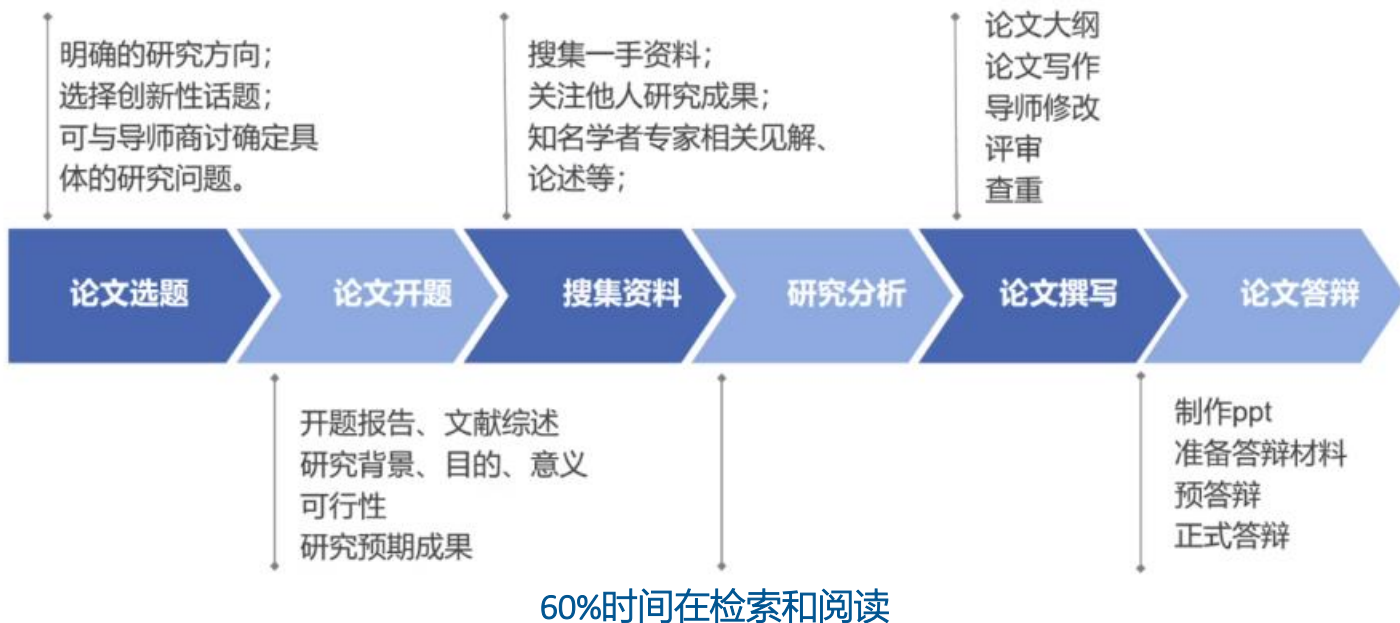 明确的研究方向；
选择创新性话题；
可与导师商讨确定具
体的研究问题。
搜集一手资料；
关注他人研究成果；
知名学者专家相关见解、
论述等；
论文大纲
论文写作
导师修改
评审
查重
论文选题
论文开题
搜集资料
研究分析
论文撰写
论文答辩
开题报告、文献综述
研究背景、目的、意义
可行性
研究预期成果
制作ppt
准备答辩材料
预答辩
正式答辩
60%时间在检索和阅读